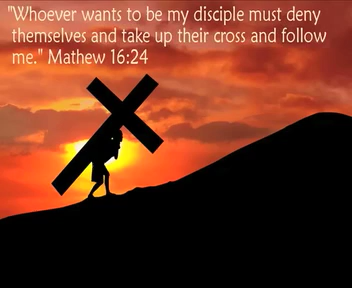 "Whoever wants to be my disciple must deny
themselves and take up their cross and follow
me." Mathew 16:24